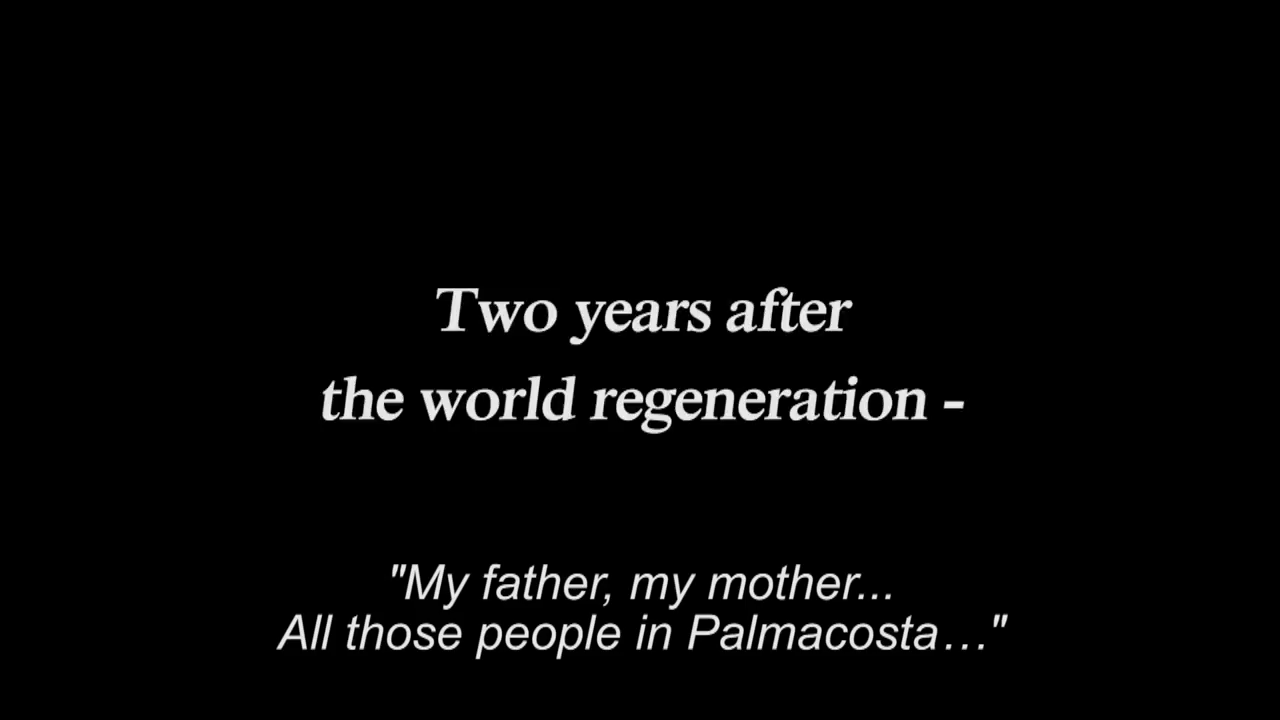 Two years after
the world regeneration -
"My father, my mother...
All those people in Palmacosta…"